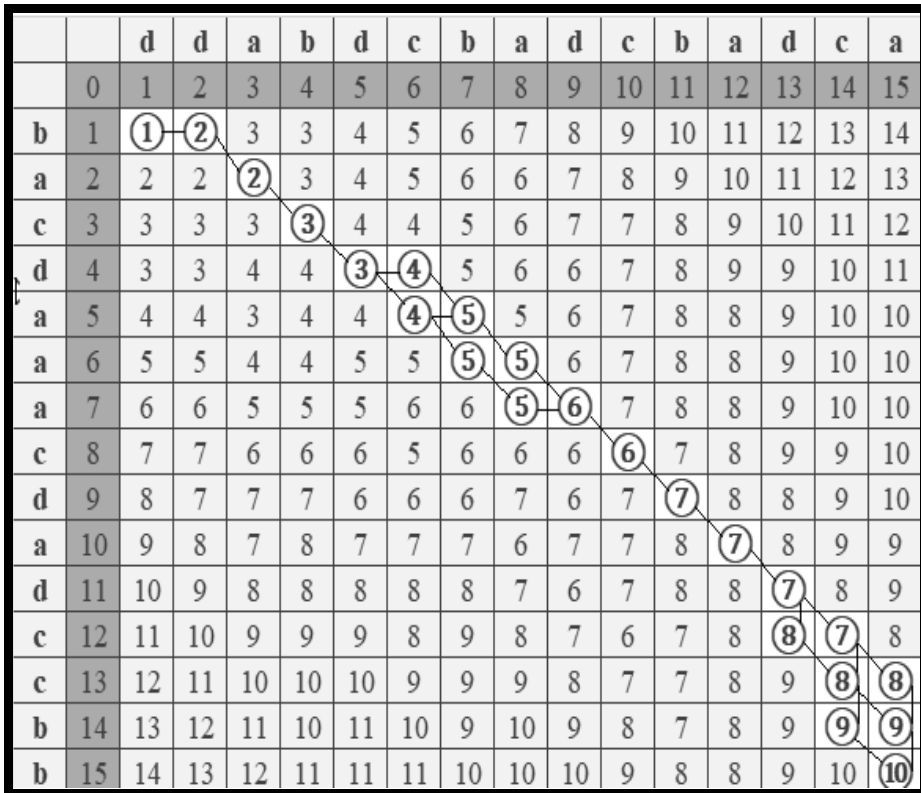 d d a b d c b a d c b a d c a
0 1 2 3 4 5 6 7 8 9 10 11 12 13 14 15
b 1 1 2 3 3 4 5 6 7 8 9 10 11 12 13 14
a 2 2 2 2 3 4 5 6 6 7 8 9 10 11 12 13
c 3 3 3 3 3 4 4 5 6 7 7 8 9 10 11 12
d 4 3 3 4 4 3 4 5 6 6 7 8 9 9 10 11
a 5 4 4 3 4 4 4 5 5 6 7 8 8 9 10 10
a 6 5 5 4 4 5 5 5 5 6 7 8 8 9 10 10
a 7 6 6 5 5 5 6 6 5 6 7 8 8 9 10 10
c 8 7 7 6 6 6 5 6 6 6 6 7 8 9 9 10
d 9 8 7 7 7 6 6 6 7 6 7 7 8 8 9 10
a 10 9 8 7 8 7 7 7 6 7 7 8 7 8 9 9
d 11 10 9 8 8 8 8 8 7 6 7 8 8 7 8 9
c 12 11 10 9 9 9 8 9 8 7 6 7 8 8 7 8
c 13 12 11 10 10 10 9 9 9 8 7 7 8 9 8 8
b 14 13 12 11 10 11 10 9 10 9 8 7 8 9 9 9
b 15 14 13 12 11 11 11 10 10 10 9 8 8 9 10 10